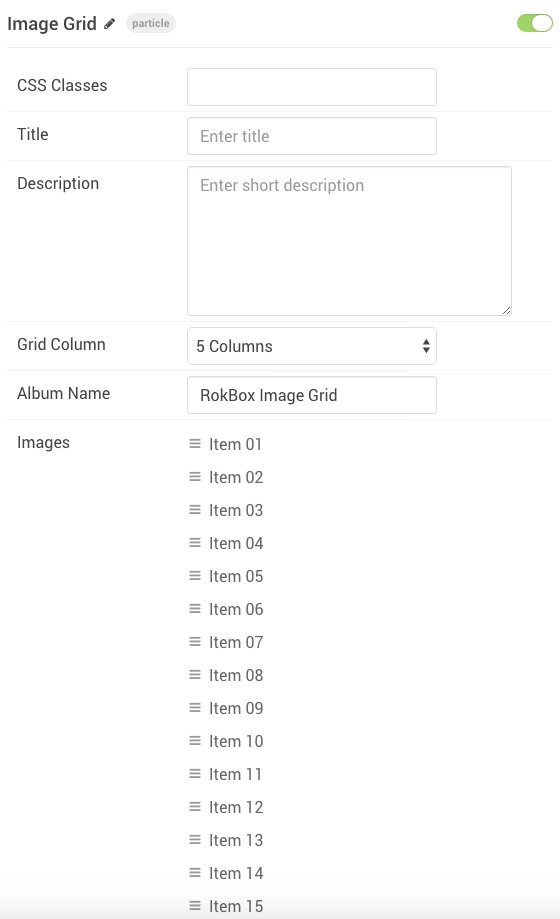 Image Grid particle
CSS Classes
Title Enter title
Description Enter short description
Grid Column 5 Columns
Album Name RokBox Image Grid
Images Item 01
Item 02
Item 03
Item 04
Item 05
Item 06
Item 07
Item 08
Item 09
Item 10
Item 11
Item 12
Item 13
Item 14
Item 15